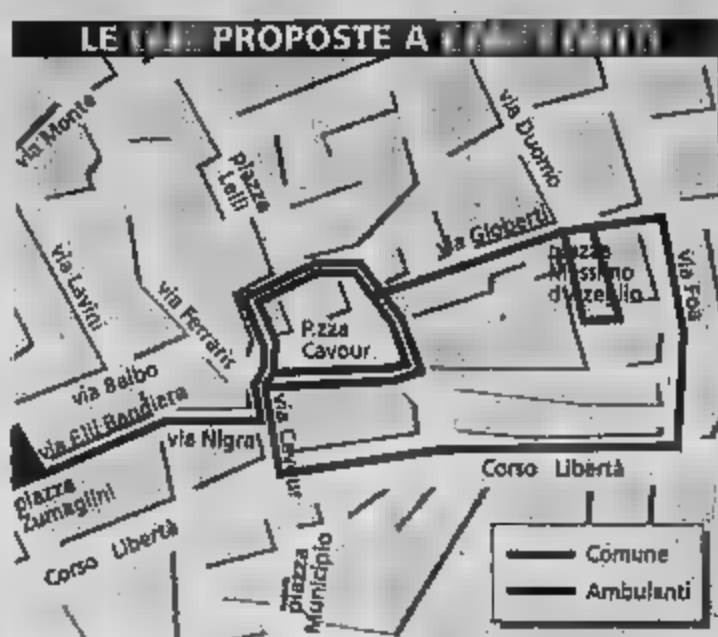 LE PROPOSTE A
via Monte
piazza
Lelli
via Duomo
via Gioberti
piazza
Massimo
d'Azeglio
via Foa
via Lavini
via Ferraris
P.zza
Cavour
via Balbo
via F.lli Bandiera
via Nigra
via Cavour
piazza
Zumaglini
Corso Libertà
Corso Libertà
piazza
Municipio
Comune
Ambulanti